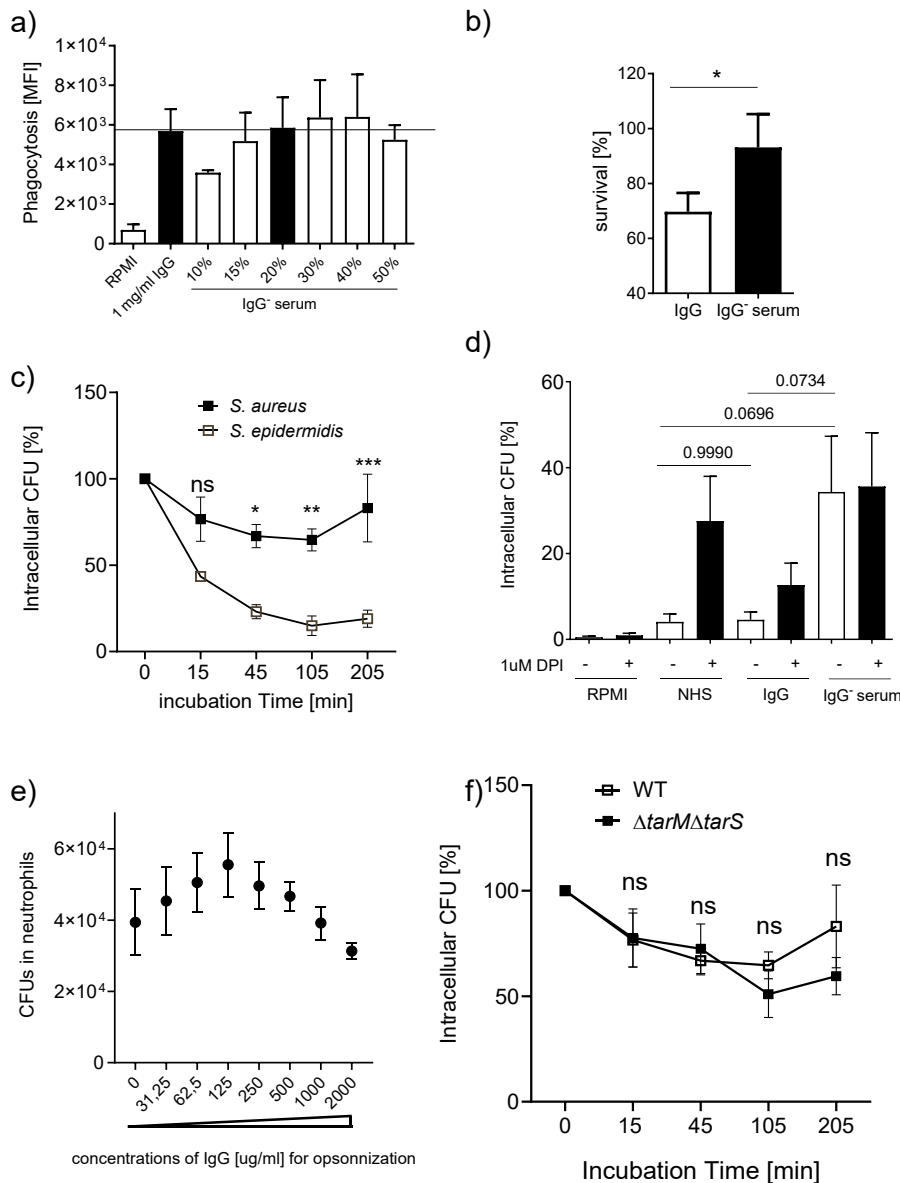 a)
Phagocytosis [MFI]
1×10⁴
8×10³
6×10³
4×10³
2×10³
0
RPMI
1 mg/ml IgG
10%
15%
20%
30%
40%
50%
IgG⁻ serum
b)
survival [%]
120
100
80
60
40
*
IgG
IgG⁻ serum
c)
Intracellular CFU [%]
150
100
50
0
S. aureus
S. epidermidis
ns
*
**
***
0 15 45 105 205
incubation Time [min]
d)
Intracellular CFU [%]
60
40
20
0
0.0734
0.0696
0.9990
1uM DPI - + - + - + - +
RPMI NHS IgG IgG⁻ serum
e)
CFUs in neutrophils
6×10⁴
4×10⁴
2×10⁴
0
0
31,25
62,5
125
250
500
1000
2000
concentrations of IgG [ug/ml] for opsonnization
f)
Intracellular CFU [%]
150
100
50
0
WT
ΔtarMΔtarS
ns
ns
ns
ns
0 15 45 105 205
Incubation Time [min]